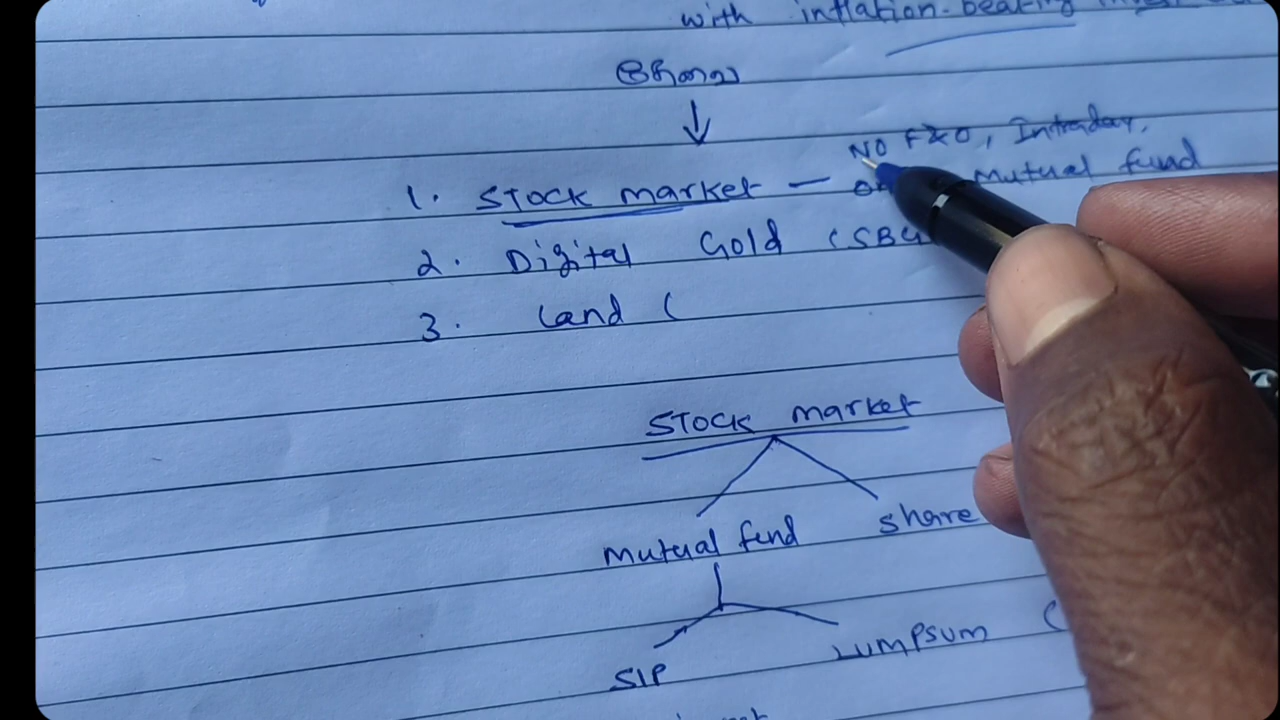 with inflation-beating
↓
NO F&O, Intraday,
1. STOCK market — mutual fund
2. Digital Gold (SBG
3. Land (
STOCK market
mutual fund share
SIP Lumpsum (